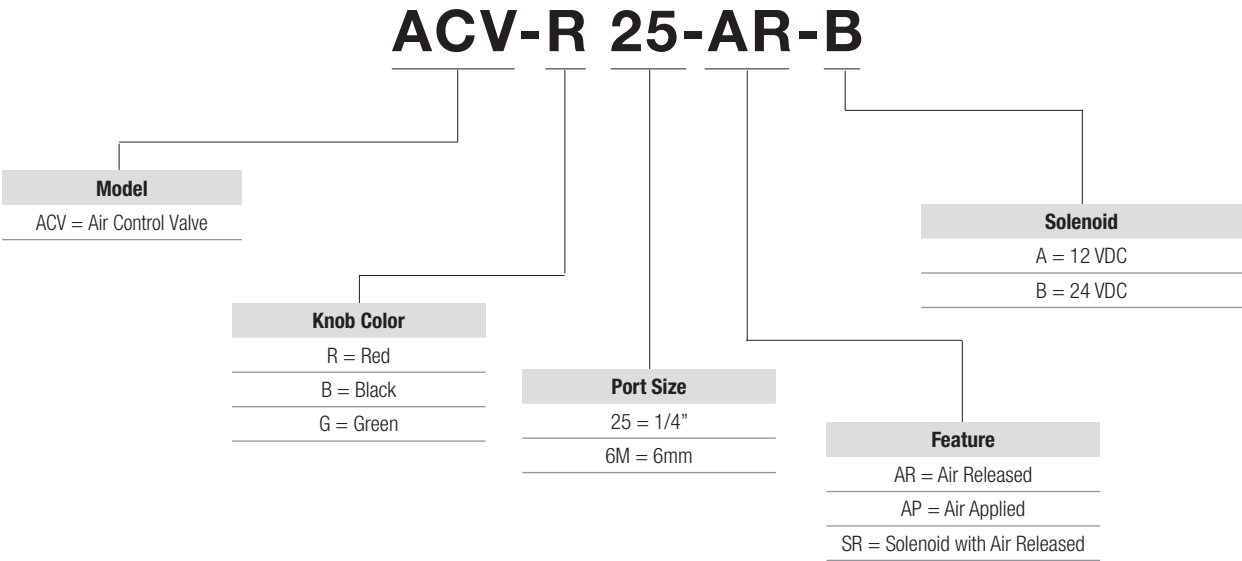 ACV-R 25-AR-B
Model
ACV = Air Control Valve
Knob Color
R = Red
B = Black
G = Green
Port Size
25 = 1/4”
6M = 6mm
Feature
AR = Air Released
AP = Air Applied
SR = Solenoid with Air Released
Solenoid
A = 12 VDC
B = 24 VDC